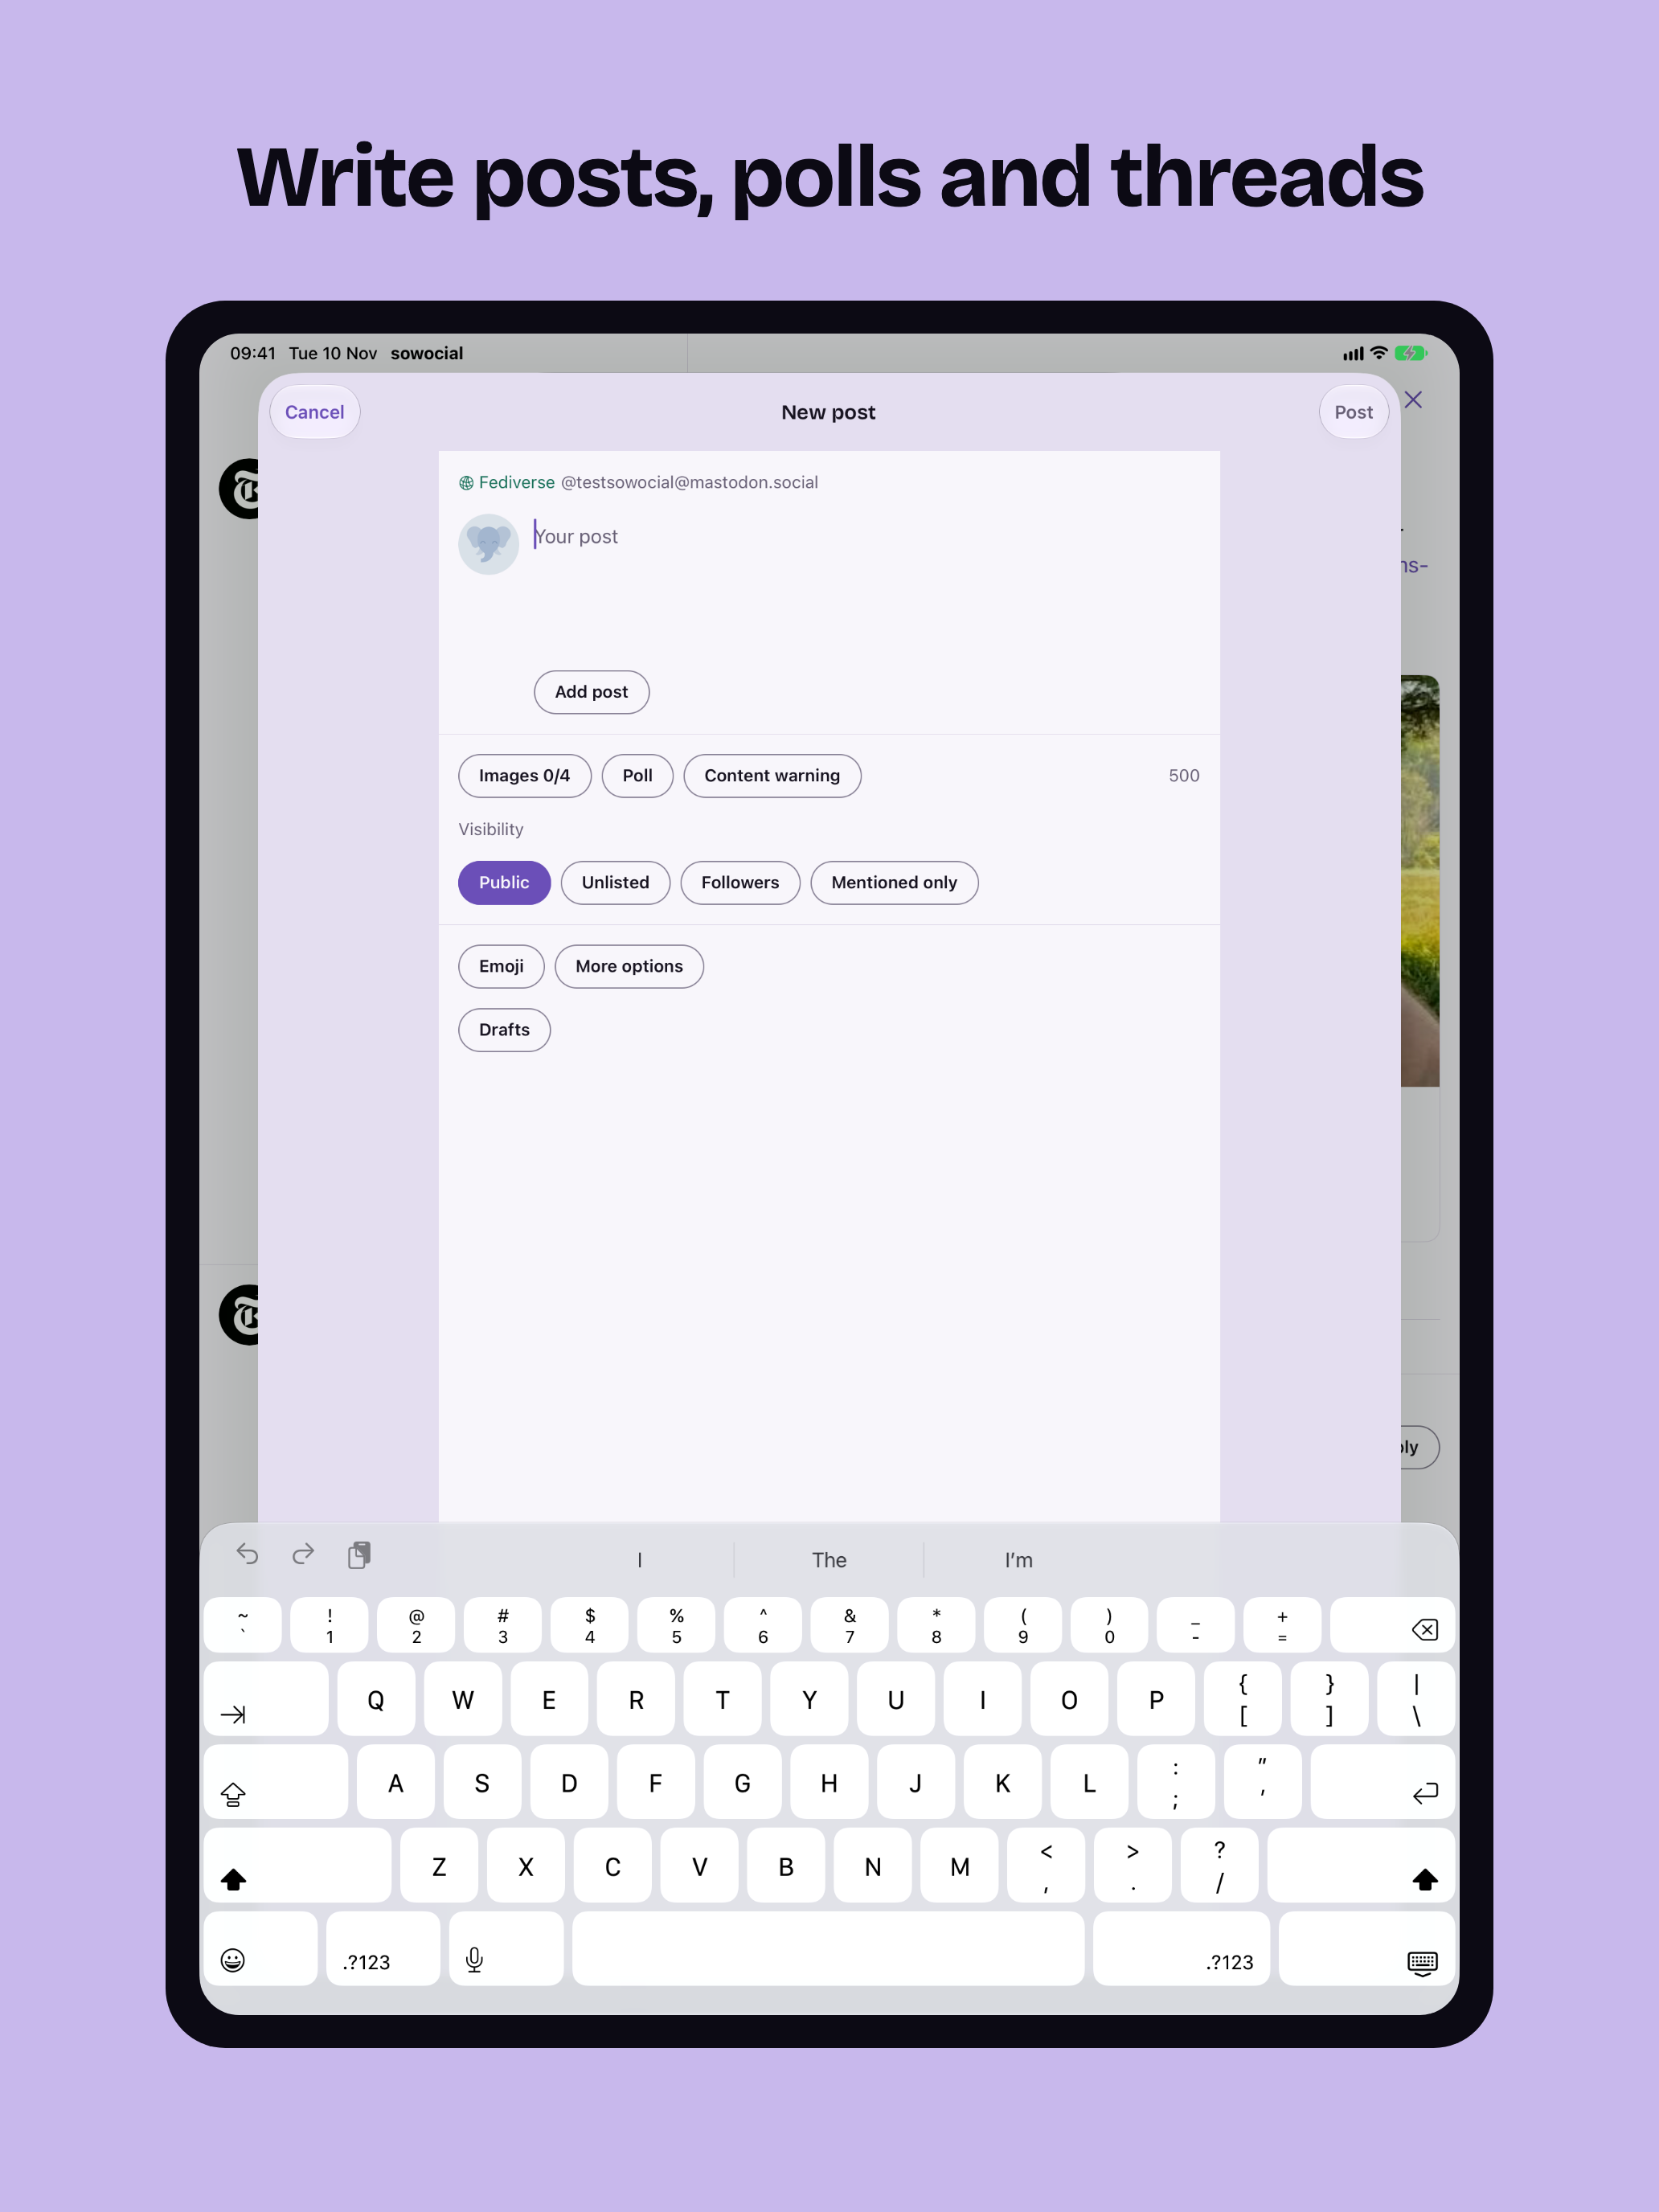 Write posts, polls and threads
09:41 Tue 10 Nov sowocial
Cancel New post Post
Fediverse @testsowocial@mastodon.social
Your post
ns-
Add post
Images 0/4 Poll Content warning 500
Visibility
Public Unlisted Followers Mentioned only
Emoji More options
Drafts
ply
I The I’m
~ ! @ # $ % ^ & * ( ) _ +
` 1 2 3 4 5 6 7 8 9 0 - =
Q W E R T Y U I O P { } |
[ ] \
A S D F G H J K L : "
; '
Z X C V B N M < > ?
, . /
.?123 .?123